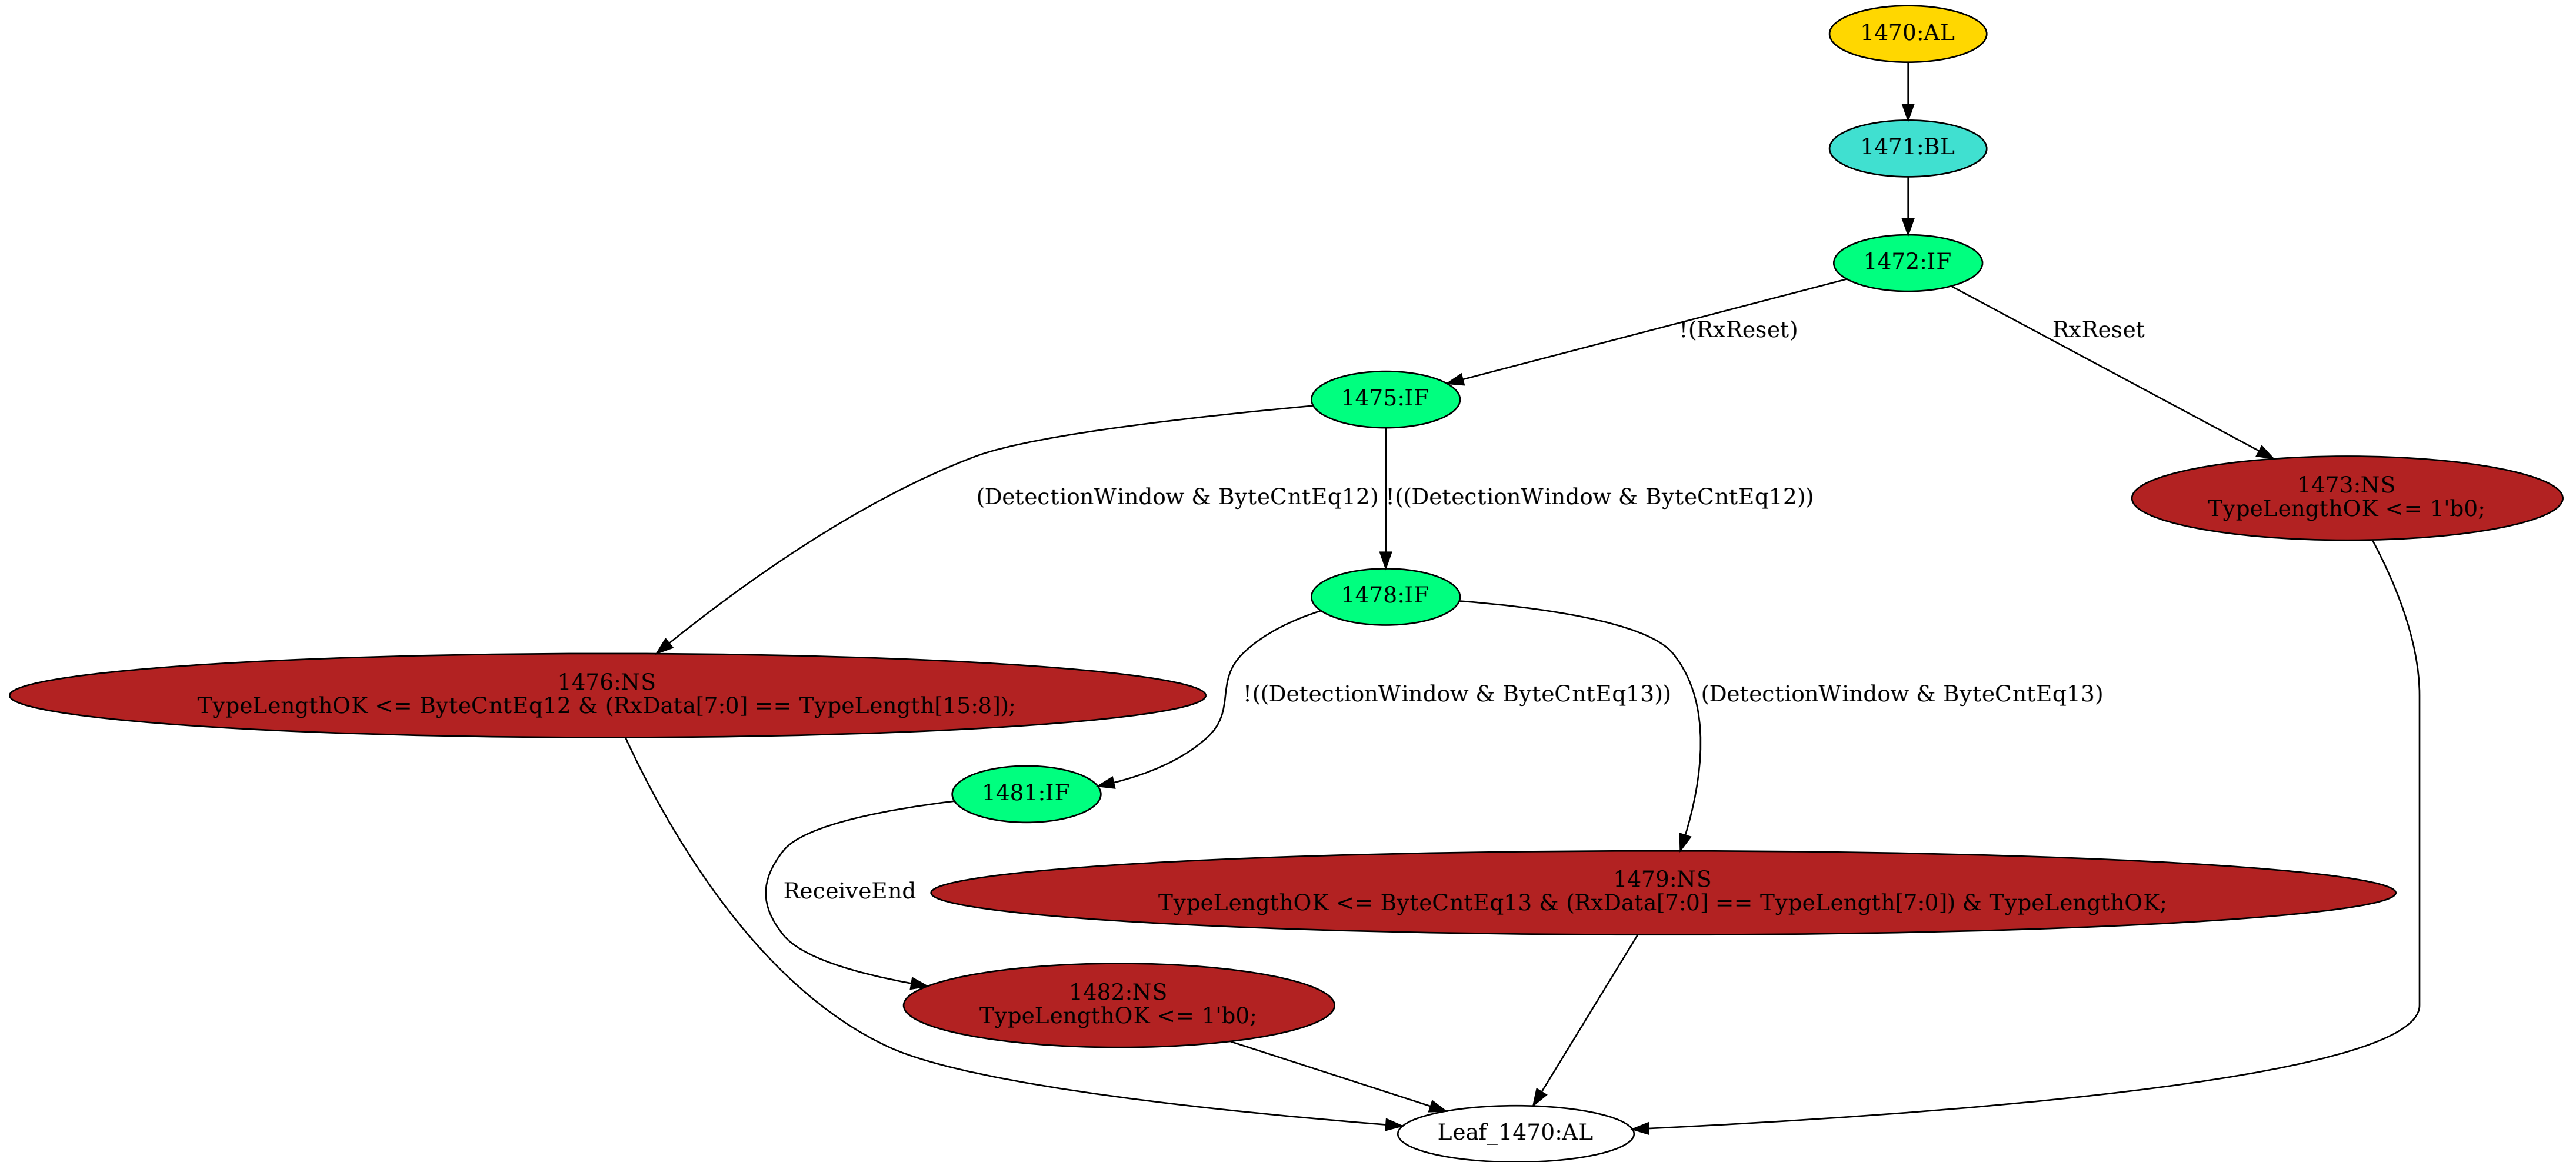 1470:AL
1471:BL
1472:IF
!(RxReset)
RxReset
1475:IF
(DetectionWindow & ByteCntEq12)
!((DetectionWindow & ByteCntEq12))
1473:NS
TypeLengthOK <= 1'b0;
1478:IF
1476:NS
TypeLengthOK <= ByteCntEq12 & (RxData[7:0] == TypeLength[15:8]);
!((DetectionWindow & ByteCntEq13))
(DetectionWindow & ByteCntEq13)
1481:IF
ReceiveEnd
1479:NS
TypeLengthOK <= ByteCntEq13 & (RxData[7:0] == TypeLength[7:0]) & TypeLengthOK;
1482:NS
TypeLengthOK <= 1'b0;
Leaf_1470:AL